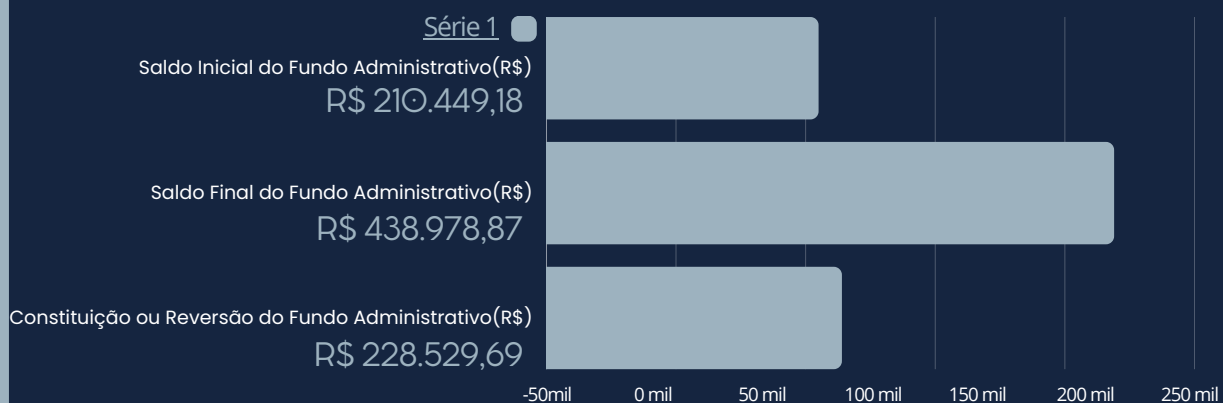 Série 1
Saldo Inicial do Fundo Administrativo(R$)
R$ 210.449,18
Saldo Final do Fundo Administrativo(R$)
R$ 438.978,87
Constituição ou Reversão do Fundo Administrativo(R$)
R$ 228.529,69
-50mil 0 mil 50 mil 100 mil 150 mil 200 mil 250 mil